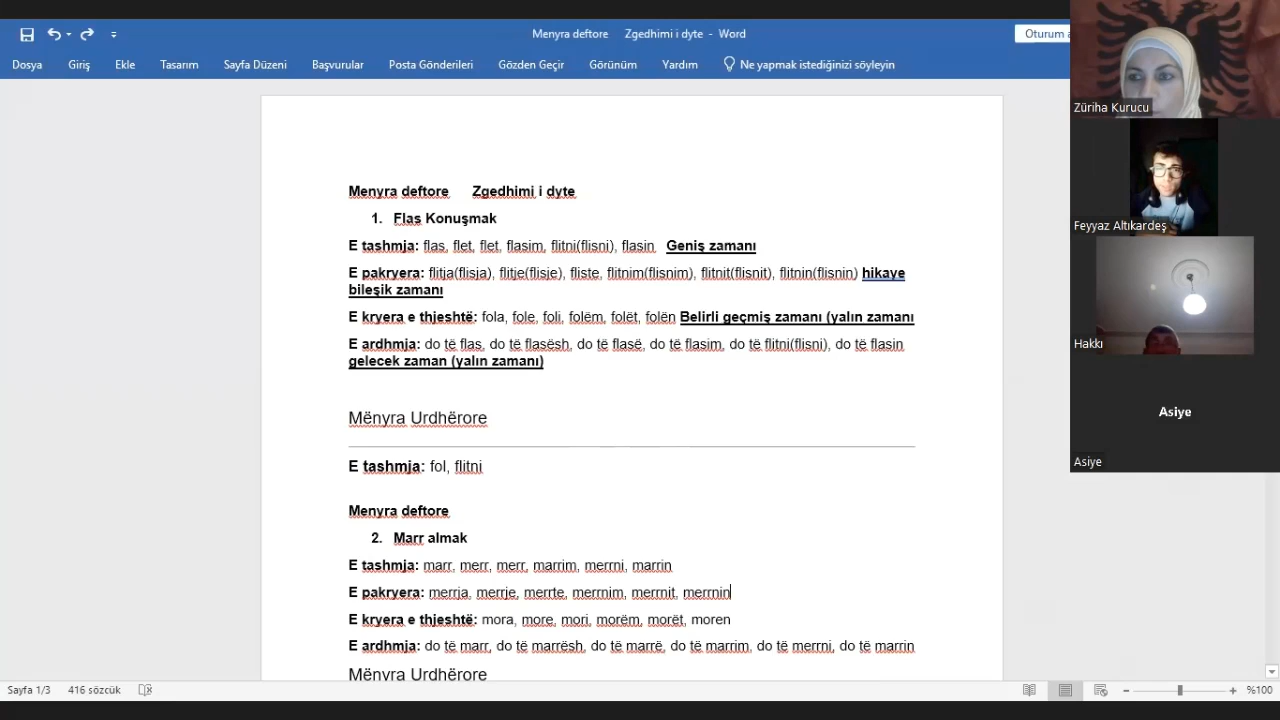 Menyra deftore Zgedhimi i dyte - Word
Oturum a
Dosya Giriş Ekle Tasarım Sayfa Düzeni Başvurular Posta Gönderileri Gözden Geçir Görünüm Yardım Ne yapmak istediğinizi söyleyin
Menyra deftore Zgedhimi i dyte
1. Flas Konuşmak
E tashmja: flas, flet, flet, flasim, flitni(flisni), flasin Geniş zamanı
E pakryera: flitja(flisja), flitje(flisje), fliste, flitnim(flisnim), flitnit(flisnit), flitnin(flisnin) hikaye
bileşik zamanı
E kryera e thjeshtë: fola, fole, foli, folëm, folët, folën Belirli geçmiş zamanı (yalın zamanı
E ardhmja: do të flas, do të flasësh, do të flasë, do të flasim, do të flitni(flisni), do të flasin
gelecek zaman (yalın zamanı)
Mënyra Urdhërore
E tashmja: fol, flitni
Menyra deftore
2. Marr almak
E tashmja: marr, merr, merr, marrim, merrni, marrin
E pakryera: merrja, merrje, merrte, merrnim, merrnit, merrnin
E kryera e thjeshtë: mora, more, mori, morëm, morët, moren
E ardhmja: do të marr, do të marrësh, do të marrë, do të marrim, do të merrni, do të marrin
Mënyra Urdhërore
Sayfa 1/3 416 sözcük
%100
Züriha Kurucu
Feyyaz Altıkardeş
Hakkı
Asiye
Asiye